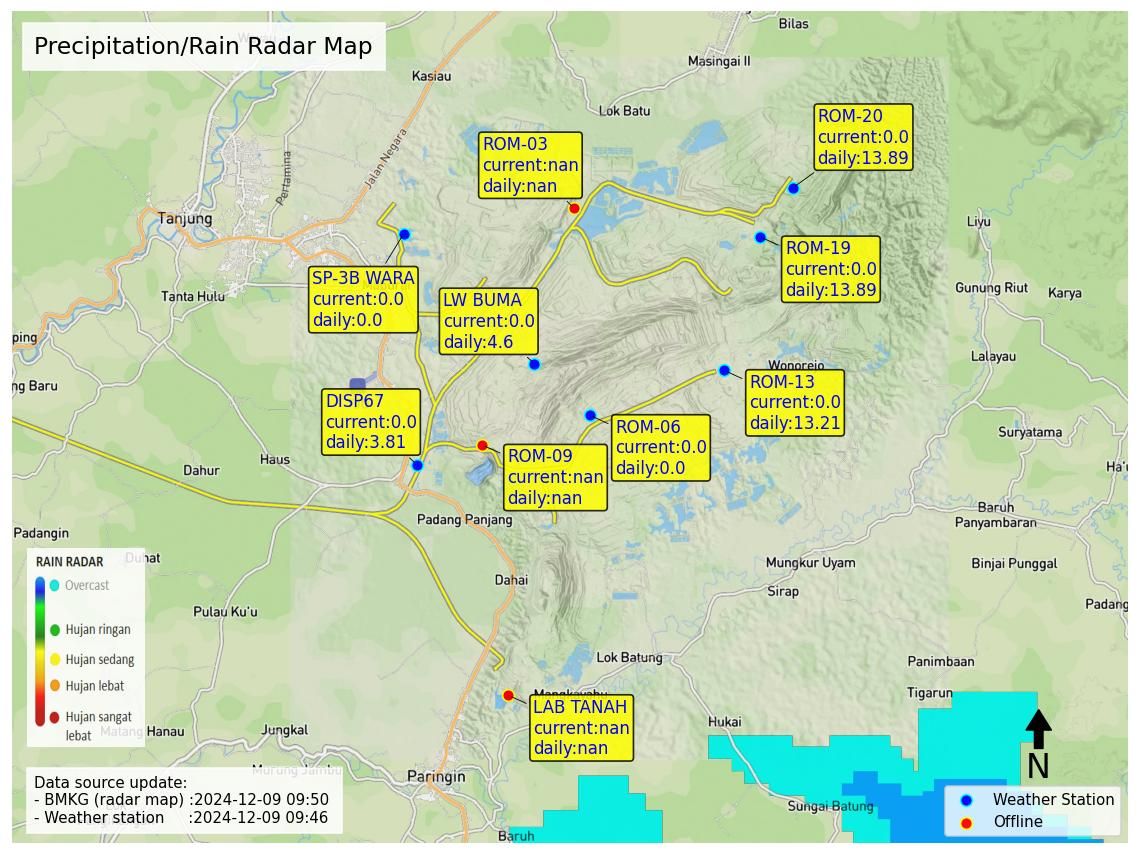 Bilas
Precipitation/Rain Radar Map
Masingai II
Kasiau
Lok Batu
ROM-20
current:0.0
daily:13.89
ROM-03
current:nan
daily:nan
Jalan Negara
Pertamina
Tanjung
Liyu
ROM-19
current:0.0
daily:13.89
SP-3B WARA
current:0.0
daily:0.0
Tanta Hulu
LW BUMA
current:0.0
daily:4.6
Gunung Riut
Karya
ping
Lalayau
Wonorejo
ng Baru
ROM-13
current:0.0
daily:13.21
DISP67
current:0.0
daily:3.81
ROM-06
current:0.0
daily:0.0
Suryatama
ROM-09
current:nan
daily:nan
Haus
Dahur
Ha'u
Baruh
Panyambaran
Padang Panjang
Padangin
Duhat
Mungkur Uyam
Binjai Punggal
RAIN RADAR
Overcast
Hujan ringan
Hujan sedang
Hujan lebat
Hujan sangat
lebat
Dahai
Sirap
Pulau Ku'u
Padang
Lok Batung
Panimbaan
Tigarun
Mangkayahu
LAB TANAH
current:nan
daily:nan
Matang Hanau
Jungkal
Hukai
N
Murung Jambu
Paringin
Data source update:
- BMKG (radar map) :2024-12-09 09:50
- Weather station :2024-12-09 09:46
Sungai Batung
Weather Station
Offline
Baruh